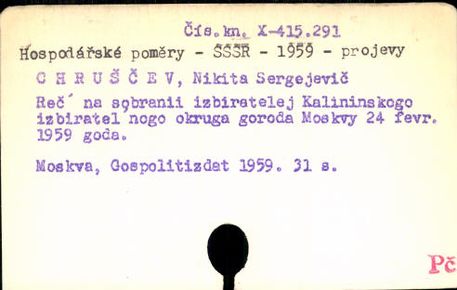 Čís.kn. X-415.291
Hospodářské poměry - SSSR - 1959 - projevy
C H R U Š Č E V, Nikita Sergejevič
Reč´ na sobranii izbiratelej Kalininskogo
izbiratel nogo okruga goroda Moskvy 24 fevr.
1959 goda.
Moskva, Gospolitizdat 1959. 31 s.
Pč